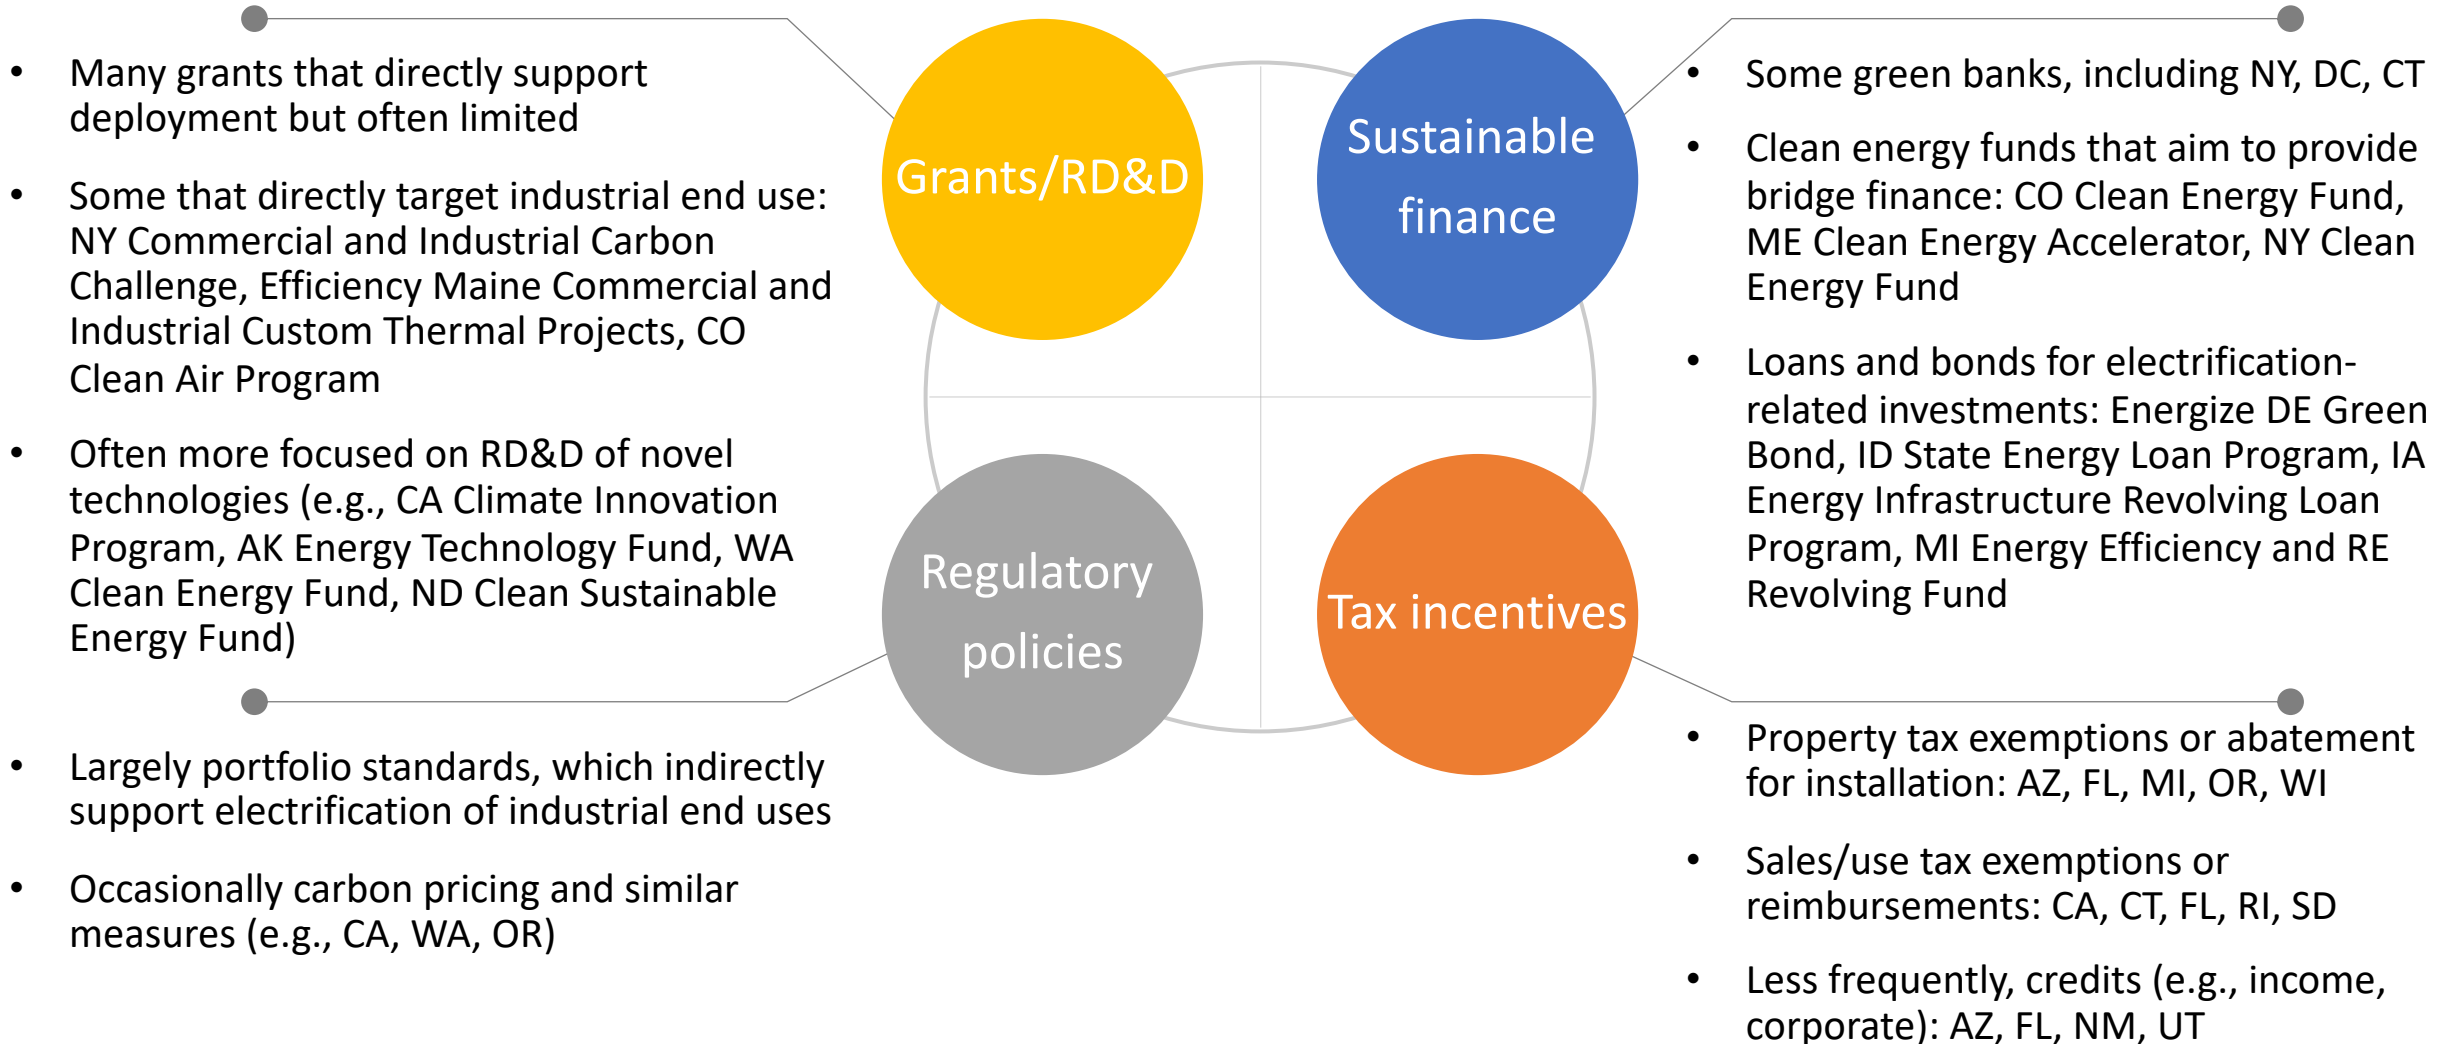 • Many grants that directly support
deployment but often limited
• Some that directly target industrial end use:
NY Commercial and Industrial Carbon
Challenge, Efficiency Maine Commercial and
Industrial Custom Thermal Projects, CO
Clean Air Program
• Often more focused on RD&D of novel
technologies (e.g., CA Climate Innovation
Program, AK Energy Technology Fund, WA
Clean Energy Fund, ND Clean Sustainable
Energy Fund)
Grants/RD&D
Sustainable
finance
• Some green banks, including NY, DC, CT
• Clean energy funds that aim to provide
bridge finance: CO Clean Energy Fund,
ME Clean Energy Accelerator, NY Clean
Energy Fund
• Loans and bonds for electrification-
related investments: Energize DE Green
Bond, ID State Energy Loan Program, IA
Energy Infrastructure Revolving Loan
Program, MI Energy Efficiency and RE
Revolving Fund
Regulatory
policies
• Largely portfolio standards, which indirectly
support electrification of industrial end uses
• Occasionally carbon pricing and similar
measures (e.g., CA, WA, OR)
Tax incentives
• Property tax exemptions or abatement
for installation: AZ, FL, MI, OR, WI
• Sales/use tax exemptions or
reimbursements: CA, CT, FL, RI, SD
• Less frequently, credits (e.g., income,
corporate): AZ, FL, NM, UT